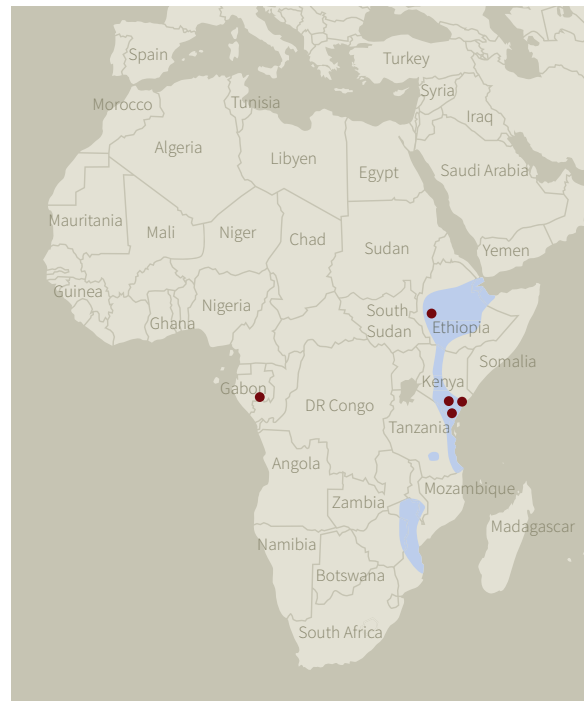 Spain
Turkey
Syria
Morocco
Tunisia
Iraq
Algeria
Libyen
Egypt
Saudi Arabia
Mauritania
Mali
Niger
Chad
Sudan
Yemen
Guinea
Nigeria
South
Sudan
Ghana
Ethiopia
Somalia
Kenya
Gabon
DR Congo
Tanzania
Angola
Mozambique
Zambia
Madagascar
Namibia
Botswana
South Africa